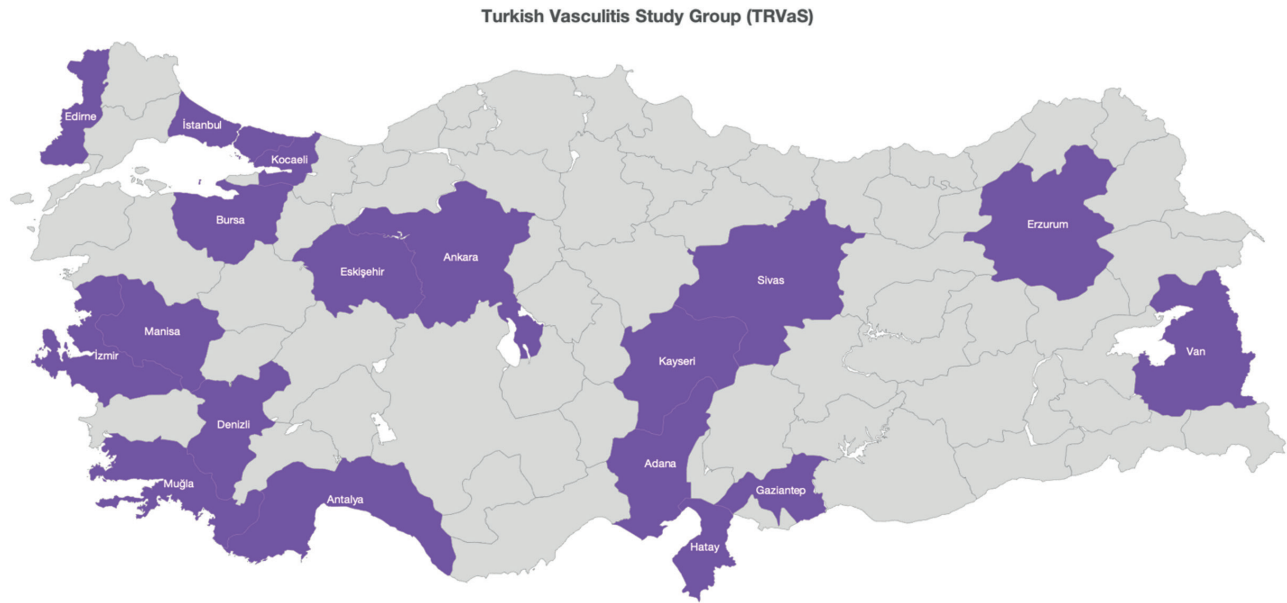 Turkish Vasculitis Study Group (TRVaS)
Edirne
İstanbul
Kocaeli
Bursa
Erzurum
Ankara
Eskişehir
Sivas
Manisa
Van
İzmir
Kayseri
Denizli
Adana
Muğla
Gaziantep
Antalya
Hatay